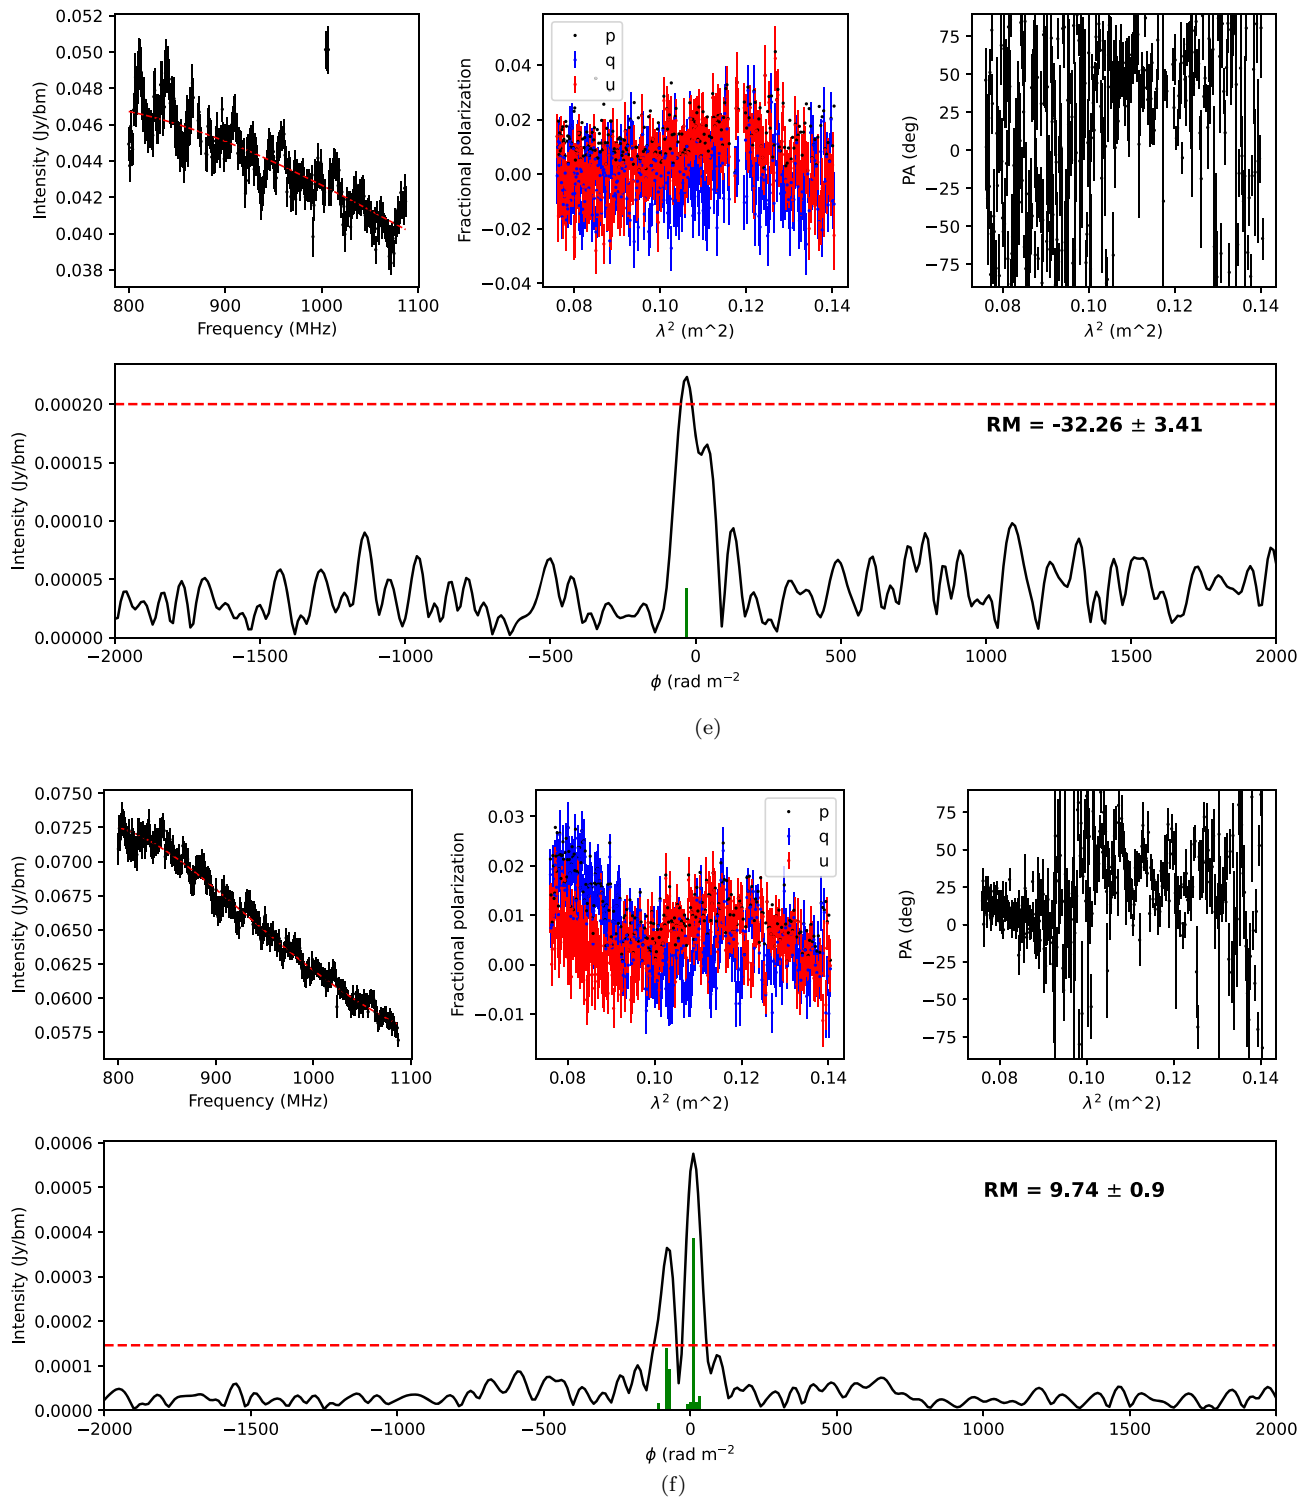 0.052
0.050
0.048
0.046
0.044
0.042
0.040
0.038
Intensity (Jy/bm)
800 900 1000 1100
Frequency (MHz)
0.04
0.02
0.00
−0.02
−0.04
Fractional polarization
p
q
u
0.08 0.10 0.12 0.14
λ² (m^2)
75
50
25
0
−25
−50
−75
PA (deg)
0.08 0.10 0.12 0.14
λ² (m^2)
0.00020
0.00015
0.00010
0.00005
0.00000
Intensity (Jy/bm)
RM = -32.26 ± 3.41
−2000 −1500 −1000 −500 0 500 1000 1500 2000
ϕ (rad m⁻²
(e)
0.0750
0.0725
0.0700
0.0675
0.0650
0.0625
0.0600
0.0575
Intensity (Jy/bm)
800 900 1000 1100
Frequency (MHz)
0.03
0.02
0.01
0.00
−0.01
Fractional polarization
p
q
u
0.08 0.10 0.12 0.14
λ² (m^2)
75
50
25
0
−25
−50
−75
PA (deg)
0.08 0.10 0.12 0.14
λ² (m^2)
0.0006
0.0005
0.0004
0.0003
0.0002
0.0001
0.0000
Intensity (Jy/bm)
RM = 9.74 ± 0.9
−2000 −1500 −1000 −500 0 500 1000 1500 2000
ϕ (rad m⁻²
(f)